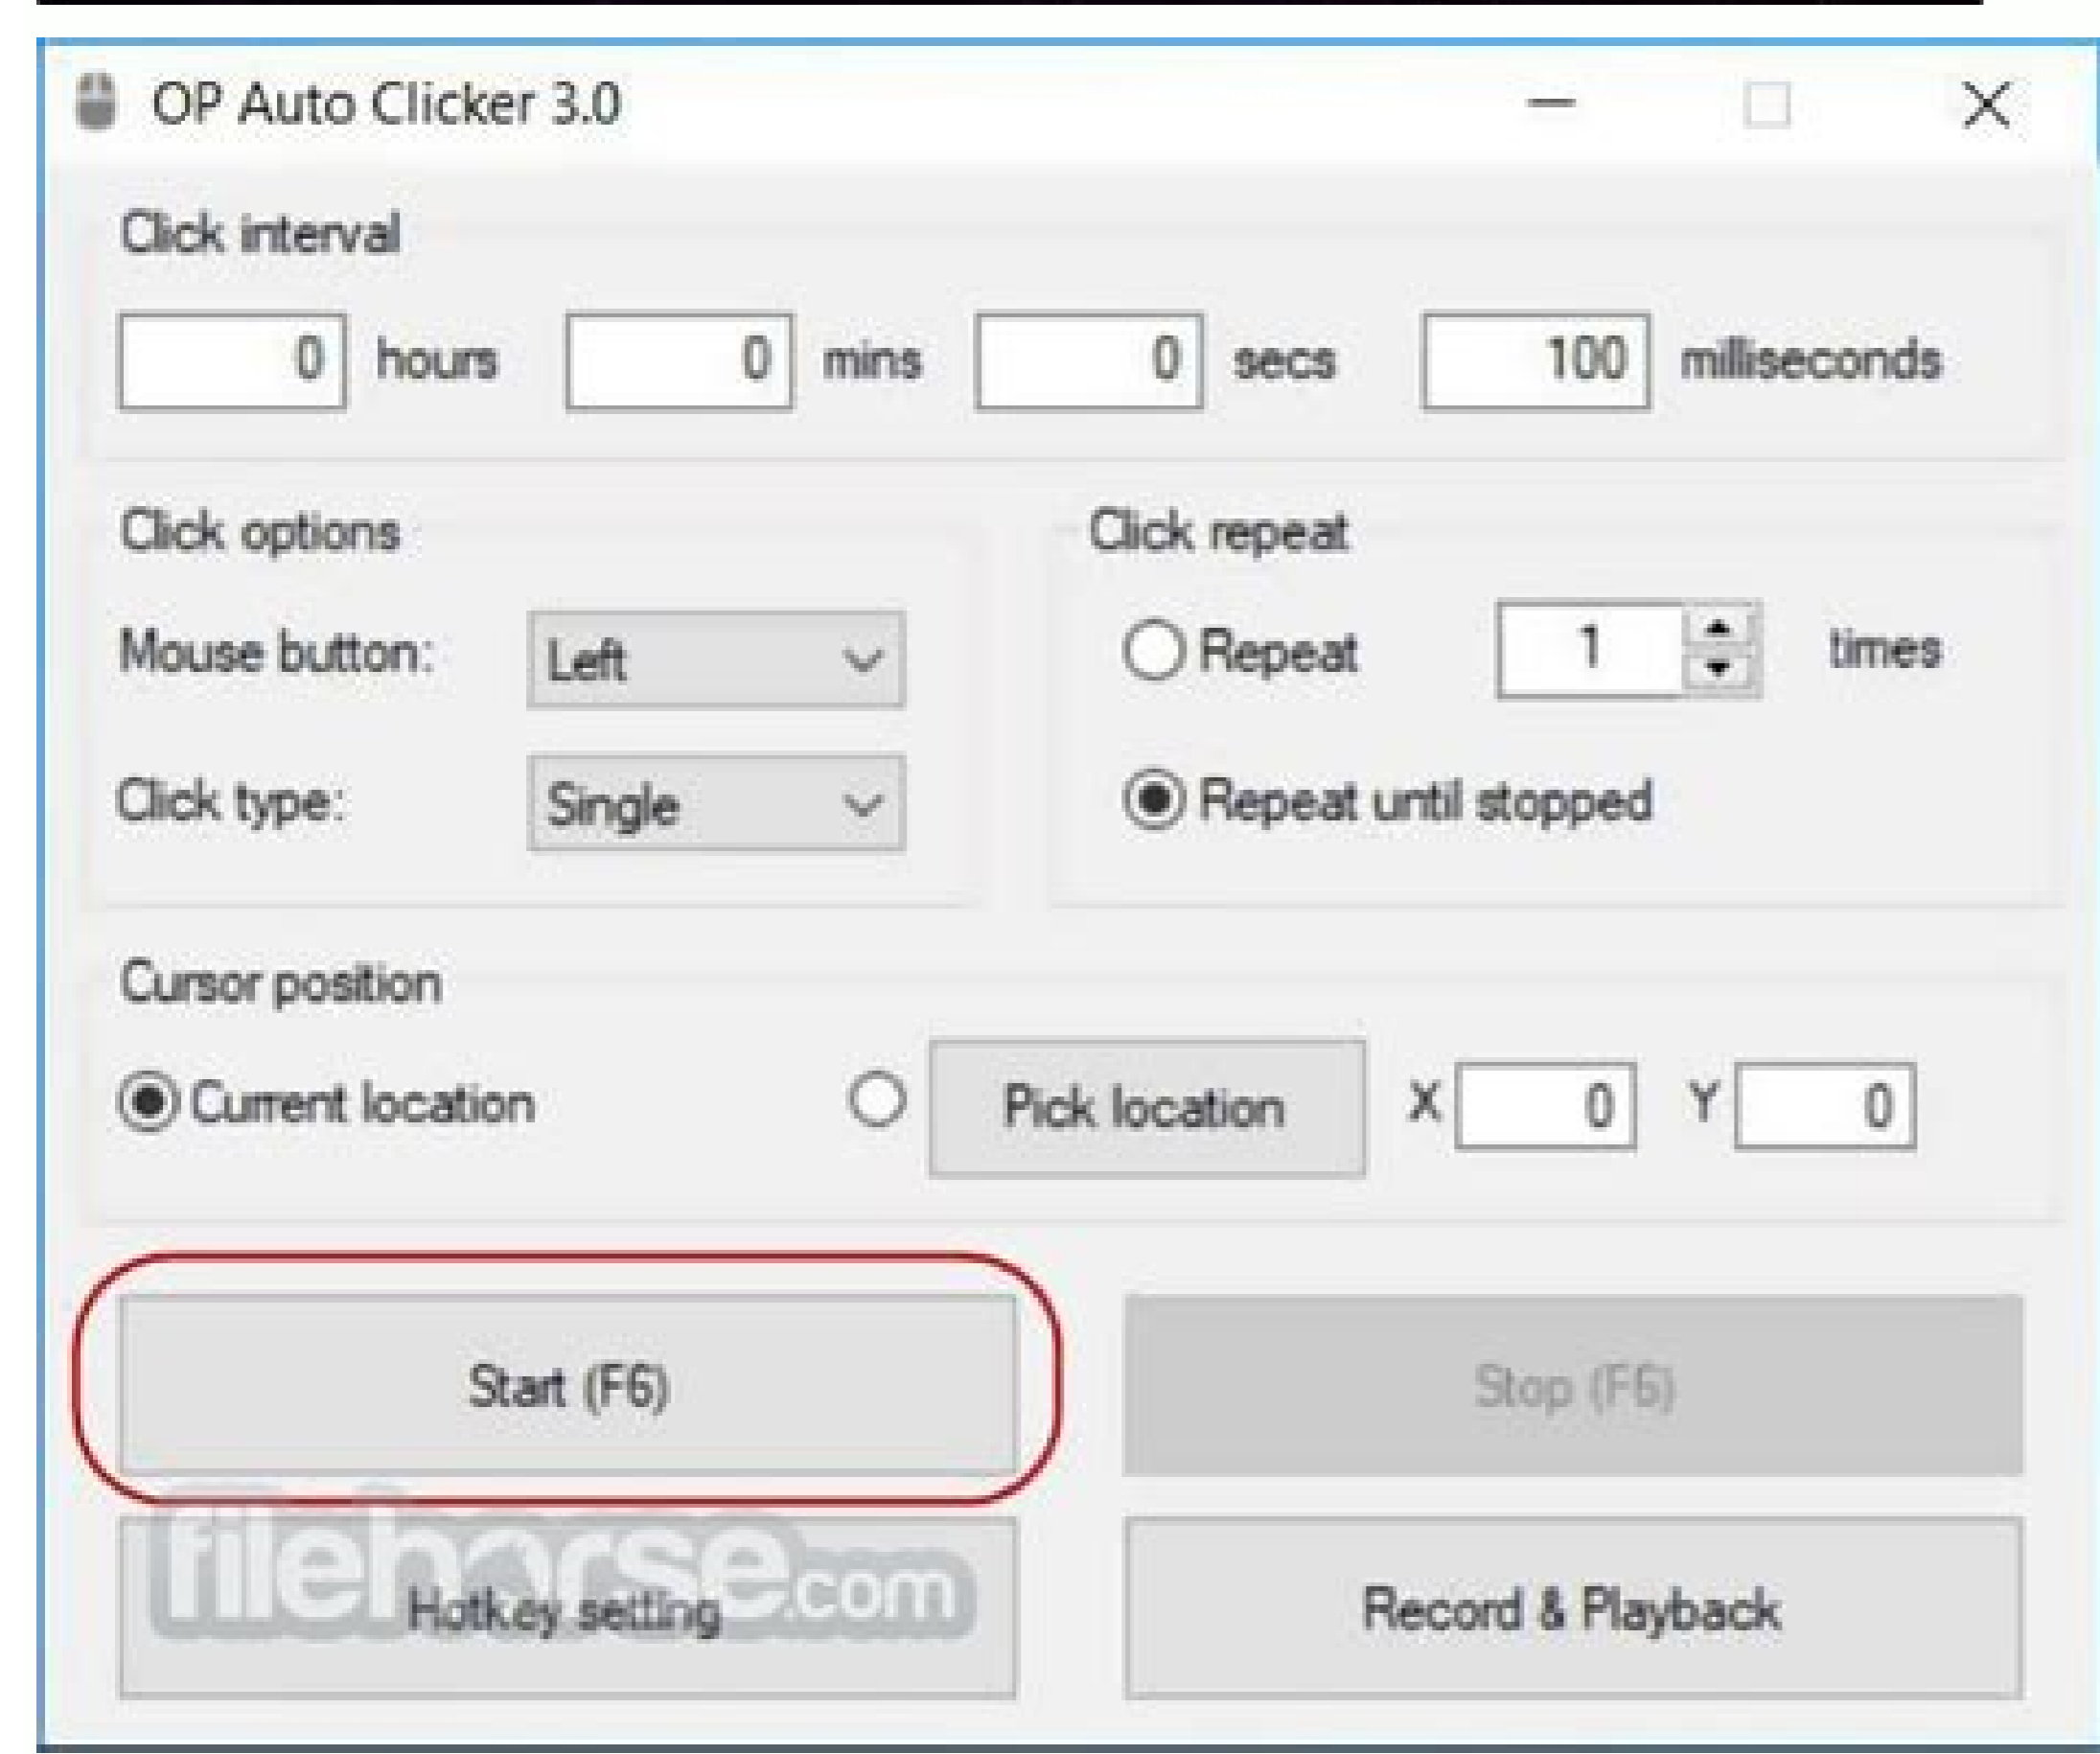 OP Auto Clicker 3.0
Click interval
0 hours 0 mins 0 secs 100 milliseconds
Click options
Mouse button: Left
Click type: Single
Click repeat
Repeat 1 times
Repeat until stopped
Cursor position
Current location Pick location X 0 Y 0
Start (F6) Stop (F6)
filehorse.com
Hotkey setting Record & Playback